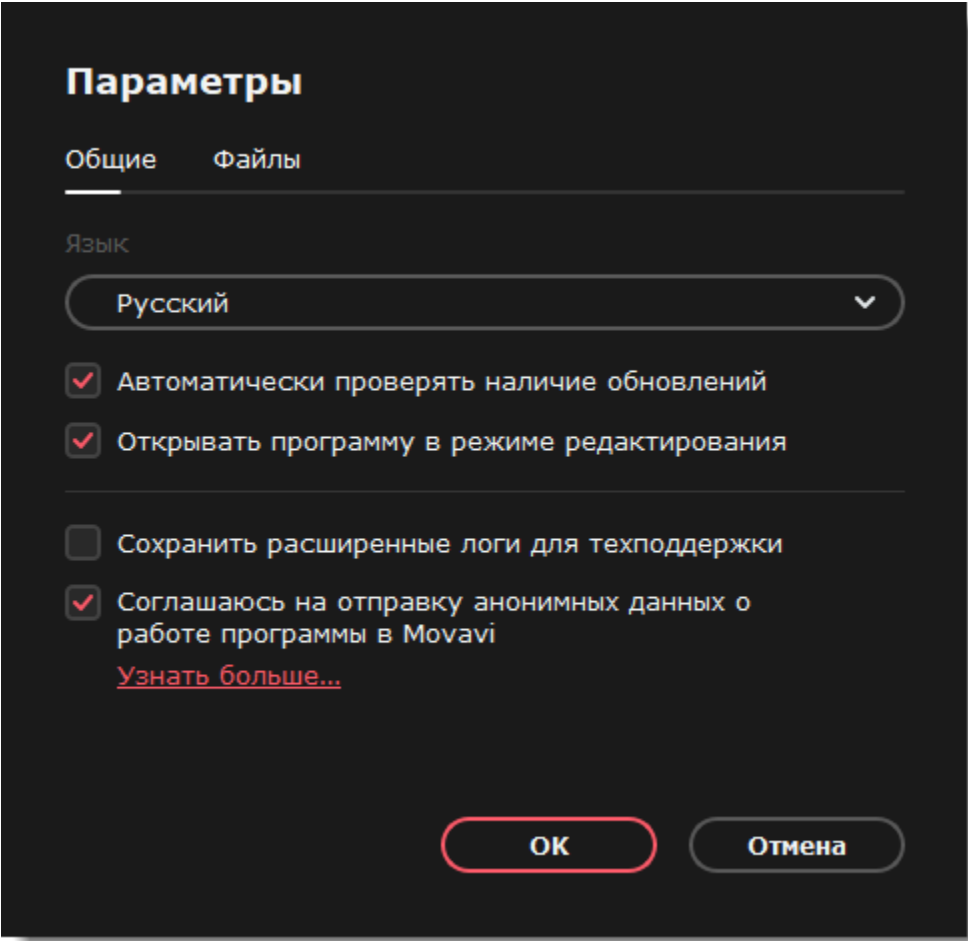 Параметры
Общие Файлы
Язык
Русский
Автоматически проверять наличие обновлений
Открывать программу в режиме редактирования
Сохранить расширенные логи для техподдержки
Соглашаюсь на отправку анонимных данных о
работе программы в Movavi
Узнать больше...
ОК Отмена